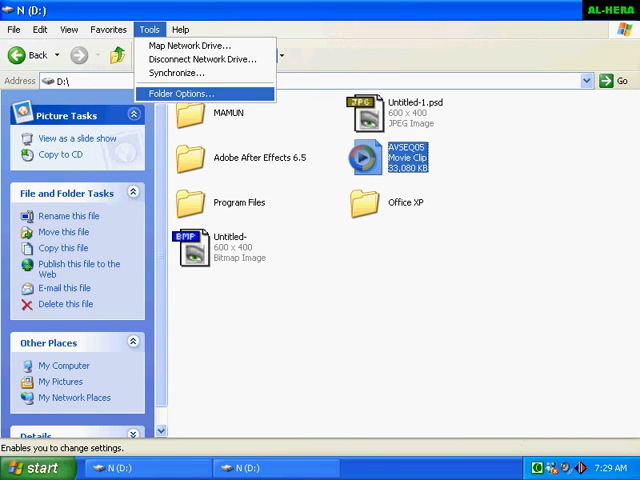 N (D:)
AL-HERA
File Edit View Favorites Tools Help
Back
Map Network Drive...
Disconnect Network Drive...
Synchronize...
Folder Options...
Address D:\ Go
Picture Tasks
View as a slide show
Copy to CD
File and Folder Tasks
Rename this file
Move this file
Copy this file
Publish this file to the
Web
E-mail this file
Delete this file
Other Places
My Computer
My Pictures
My Network Places
Details
MAMUN
JPG
Untitled-1.psd
600 x 400
JPEG Image
Adobe After Effects 6.5
AVSEQ05
Movie Clip
93,080 KB
Program Files
Office XP
BMP
Untitled-
600 x 400
Bitmap Image
Enables you to change settings.
start
N (D:)
N (D:)
7:29 AM